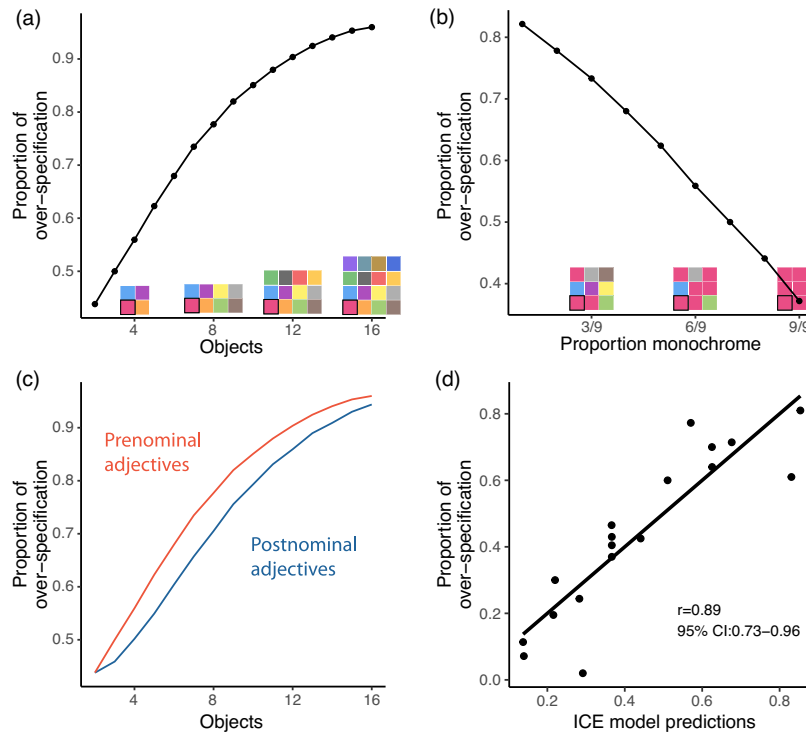 (a)
Proportion of
over−specification
0.9
0.8
0.7
0.6
0.5
4
8
12
16
Objects
(b)
Proportion of
over−specification
0.8
0.7
0.6
0.5
0.4
3/9
6/9
9/9
Proportion monochrome
(c)
Proportion of
over−specification
0.9
0.8
0.7
0.6
0.5
Prenominal
adjectives
Postnominal
adjectives
4
8
12
16
Objects
(d)
Proportion of
over−specification
0.8
0.6
0.4
0.2
0.0
r=0.89
95% CI:0.73−0.96
0.2
0.4
0.6
0.8
ICE model predictions